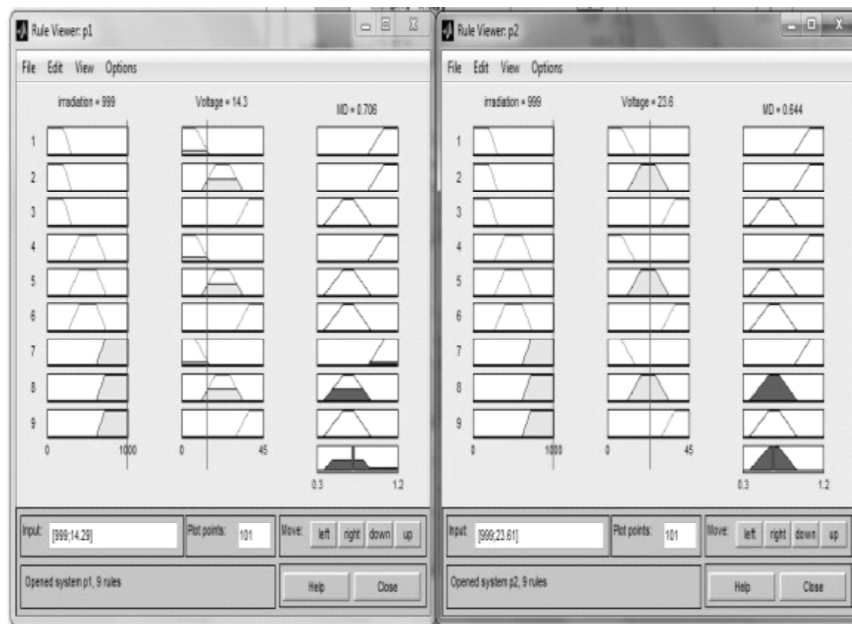 Rule Viewer: p1
File Edit View Options
irradiation = 999
Voltage = 14.3
MD = 0.706
1
2
3
4
5
6
7
8
9
0 1000
0 45
0.3 1.2
Input:
[999;14.29]
Plot points:
101
Move:
left right down up
Opened system p1, 9 rules
Help Close
Rule Viewer: p2
File Edit View Options
irradiation = 999
Voltage = 23.6
MD = 0.644
1
2
3
4
5
6
7
8
9
0 1000
0 45
0.3 1.2
Input:
[999;23.61]
Plot points:
101
Move:
left right down up
Opened system p2, 9 rules
Help Close